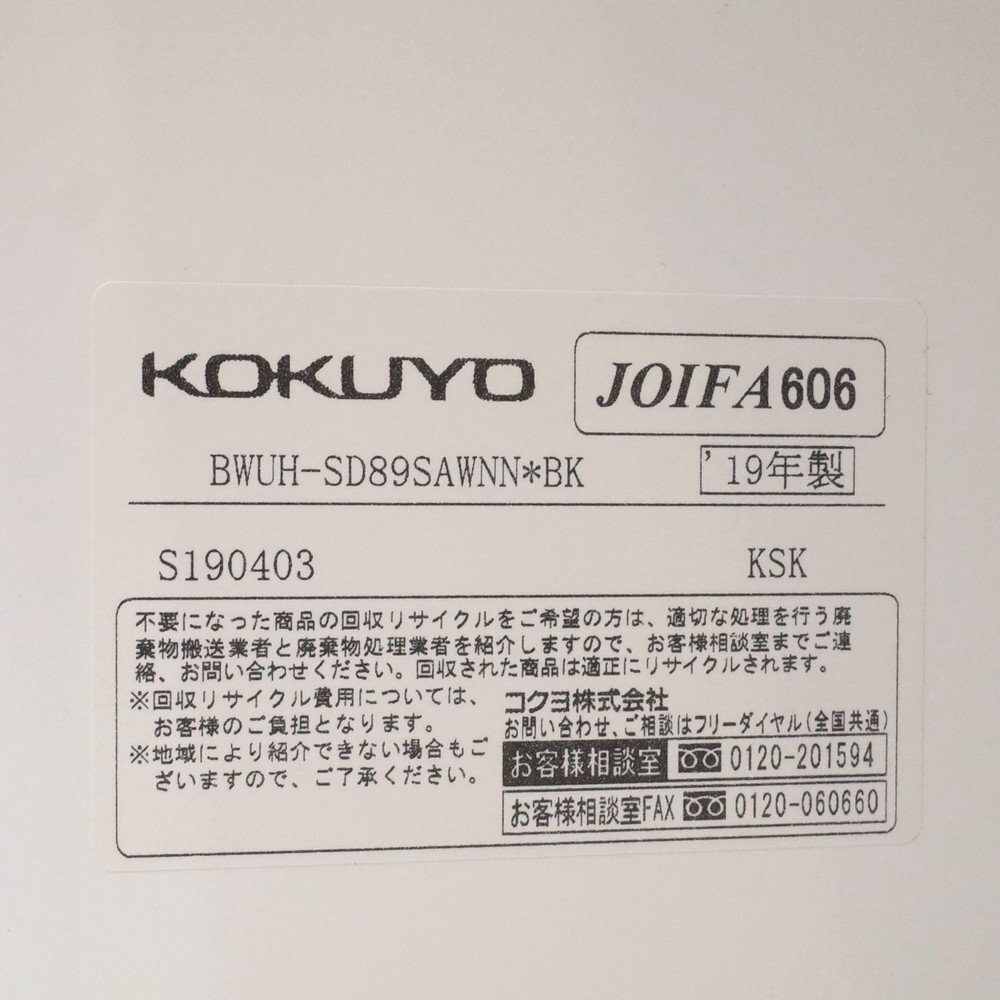 KOKUYO JOIFA606
BWUH-SD89SAWNN*BK '19年製
S190403 KSK
不要になった商品の回収リサイクルをご希望の方は、適切な処理を行う廃
棄物搬送業者と廃棄物処理業者を紹介しますので、お客様相談室までご連
絡、お問い合わせください。回収された商品は適正にリサイクルされます。
※回収リサイクル費用については、
お客様のご負担となります。
※地域により紹介できない場合もご
ざいますので、ご了承ください。
コクヨ株式会社
お問い合わせ、ご相談はフリーダイヤル(全国共通)
お客様相談室 0120-201594
お客様相談室FAX 0120-060660